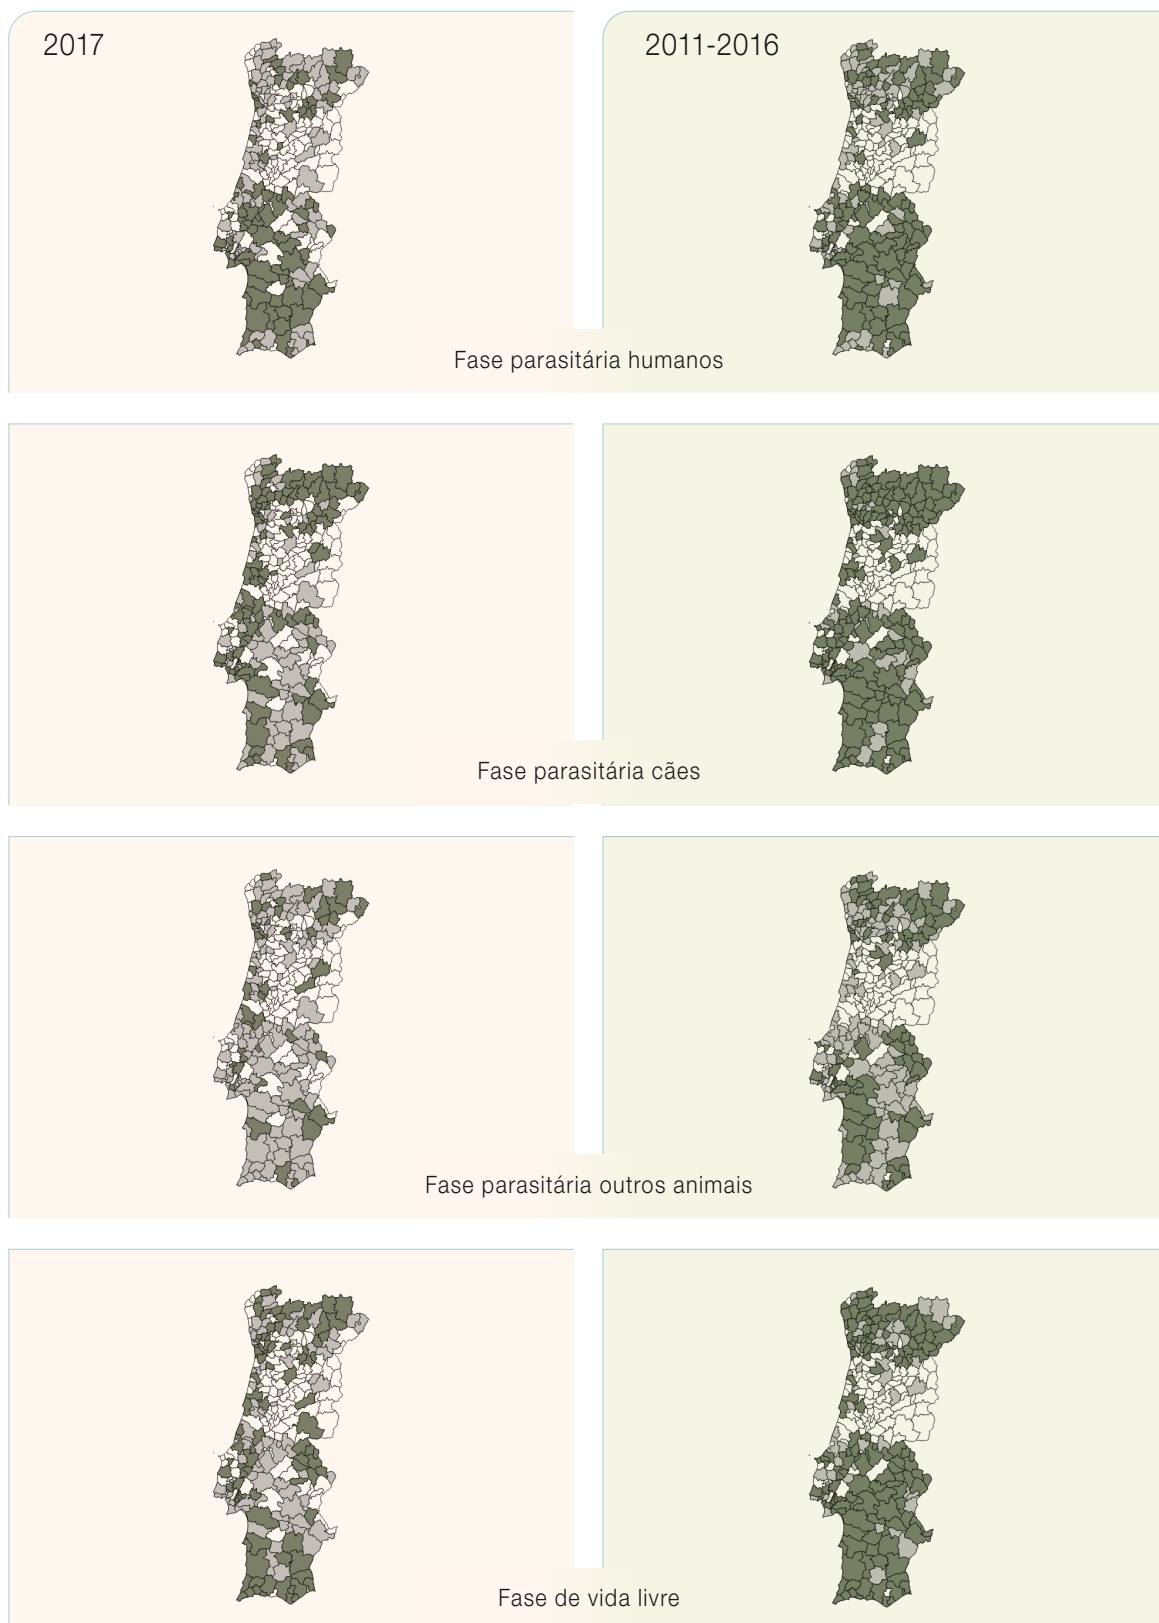 2017
2011-2016
Fase parasitária humanos
Fase parasitária cães
Fase parasitária outros animais
Fase de vida livre